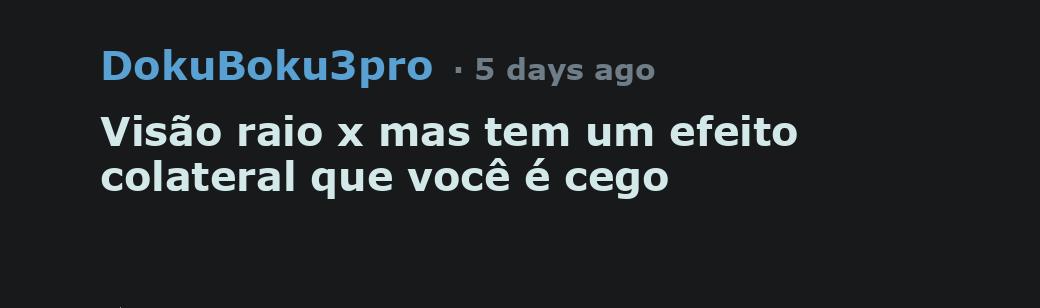 DokuBoku3pro · 5 days ago
Visão raio x mas tem um efeito
colateral que você é cego